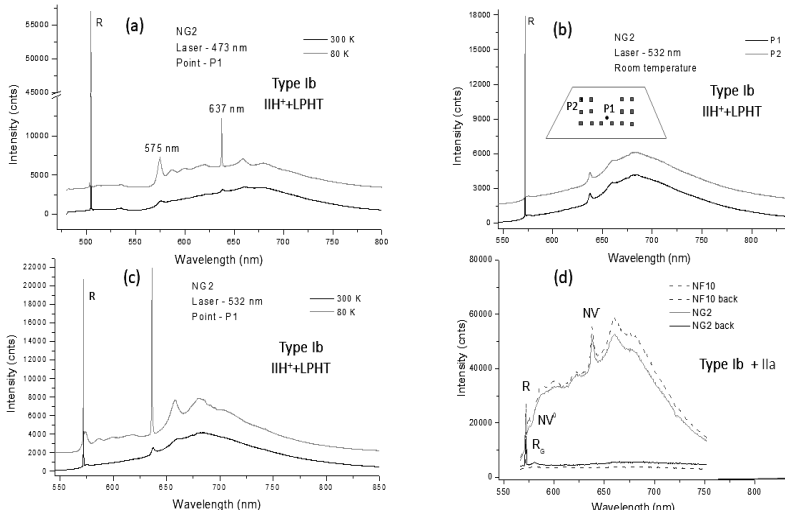 (a)
R
NG2
Laser - 473 nm
Point - P1
300 K
80 K
Type Ib
IIH⁺+LPHT
637 nm
575 nm
Intensity (cnts)
55000
50000
45000
10000
5000
0
500
550
600
650
700
750
800
Wavelength (nm)
(b)
R
NG2
Laser - 532 nm
Room temperature
P1
P2
Type Ib
IIH⁺+LPHT
P2
P1
Intensity (cnts)
18000
15000
12000
9000
6000
3000
0
550
600
650
700
750
800
Wavelength (nm)
(c)
R
NG2
Laser - 532 nm
Point - P1
300 K
80 K
Type Ib
IIH⁺+LPHT
Intensity (cnts)
22000
20000
18000
16000
14000
12000
10000
8000
6000
4000
2000
0
550
600
650
700
750
800
850
Wavelength (nm)
(d)
NF10
NF10 back
NG2
NG2 back
NV⁻
Type Ib + IIa
R
NV⁰
R_G
Intensity (cnts)
80000
60000
40000
20000
0
550
600
650
700
750
800
Wavelength (nm)